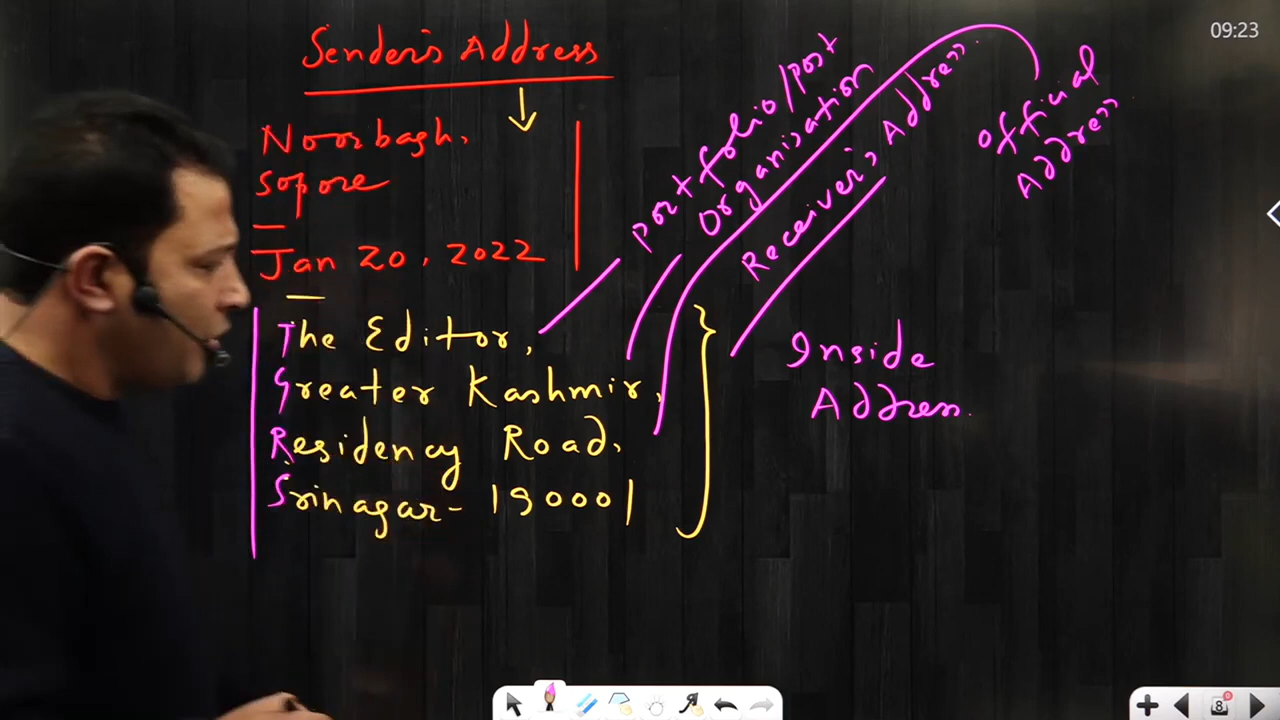 09:23
Sender's Address
Noorbagh,
Sopore
Jan 20, 2022
The Editor,
Greater Kashmir,
Residency Road,
Srinagar - 190001
portfolio/post
Organisation
Receiver's Address
official
Address
Inside
Address
8